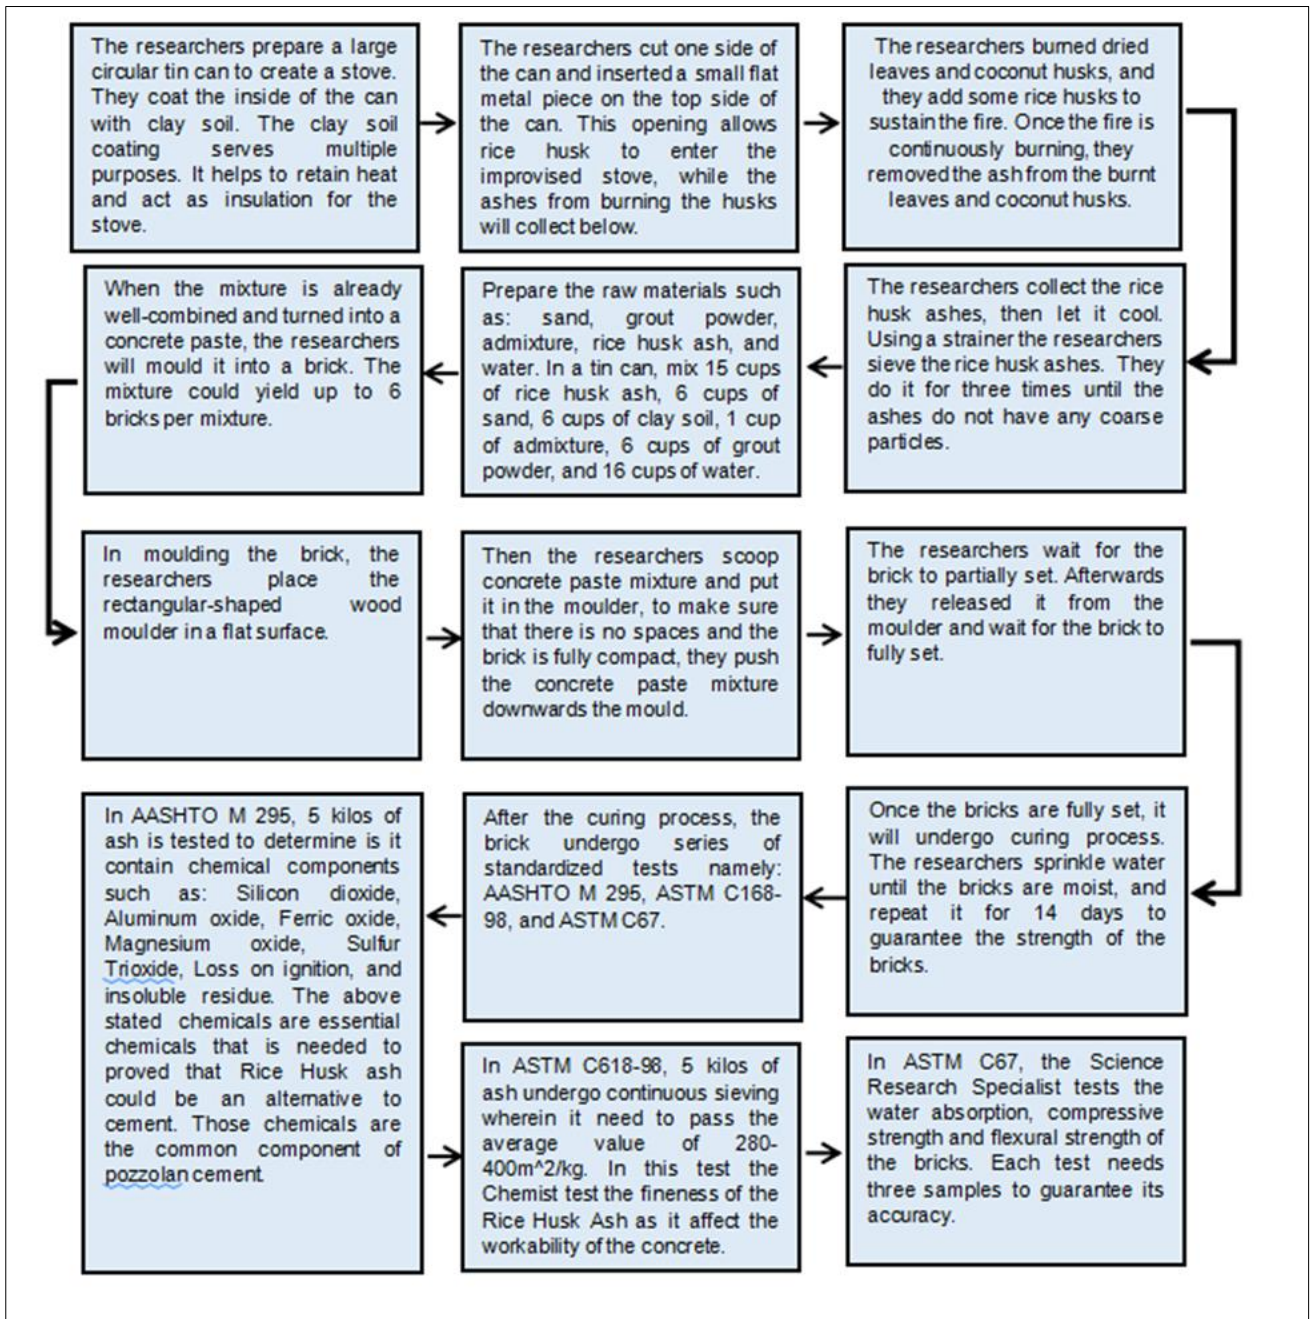 The researchers prepare a large
circular tin can to create a stove.
They coat the inside of the can
with clay soil. The clay soil
coating serves multiple
purposes. It helps to retain heat
and act as insulation for the
stove.
The researchers cut one side of
the can and inserted a small flat
metal piece on the top side of
the can. This opening allows
rice husk to enter the
improvised stove, while the
ashes from burning the husks
will collect below.
The researchers burned dried
leaves and coconut husks, and
they add some rice husks to
sustain the fire. Once the fire is
continuously burning, they
removed the ash from the burnt
leaves and coconut husks.
The researchers collect the rice
husk ashes, then let it cool.
Using a strainer the researchers
sieve the rice husk ashes. They
do it for three times until the
ashes do not have any coarse
particles.
Prepare the raw materials such
as: sand, grout powder,
admixture, rice husk ash, and
water. In a tin can, mix 15 cups
of rice husk ash, 6 cups of
sand, 6 cups of clay soil, 1 cup
of admixture, 6 cups of grout
powder, and 16 cups of water.
When the mixture is already
well-combined and turned into a
concrete paste, the researchers
will mould it into a brick. The
mixture could yield up to 6
bricks per mixture.
In moulding the brick, the
researchers place the
rectangular-shaped wood
moulder in a flat surface.
Then the researchers scoop
concrete paste mixture and put
it in the moulder, to make sure
that there is no spaces and the
brick is fully compact, they push
the concrete paste mixture
downwards the mould.
The researchers wait for the
brick to partially set. Afterwards
they released it from the
moulder and wait for the brick to
fully set.
Once the bricks are fully set, it
will undergo curing process.
The researchers sprinkle water
until the bricks are moist, and
repeat it for 14 days to
guarantee the strength of the
bricks.
After the curing process, the
brick undergo series of
standardized tests namely:
AASHTO M 295, ASTM C168-
98, and ASTM C67.
In AASHTO M 295, 5 kilos of
ash is tested to determine is it
contain chemical components
such as: Silicon dioxide,
Aluminum oxide, Ferric oxide,
Magnesium oxide, Sulfur
Trioxide, Loss on ignition, and
insoluble residue. The above
stated chemicals are essential
chemicals that is needed to
proved that Rice Husk ash
could be an alternative to
cement. Those chemicals are
the common component of
pozzolan cement
In ASTM C618-98, 5 kilos of
ash undergo continuous sieving
wherein it need to pass the
average value of 280-
400m^2/kg. In this test the
Chemist test the fineness of the
Rice Husk Ash as it affect the
workability of the concrete.
In ASTM C67, the Science
Research Specialist tests the
water absorption, compressive
strength and flexural strength of
the bricks. Each test needs
three samples to guarantee its
accuracy.